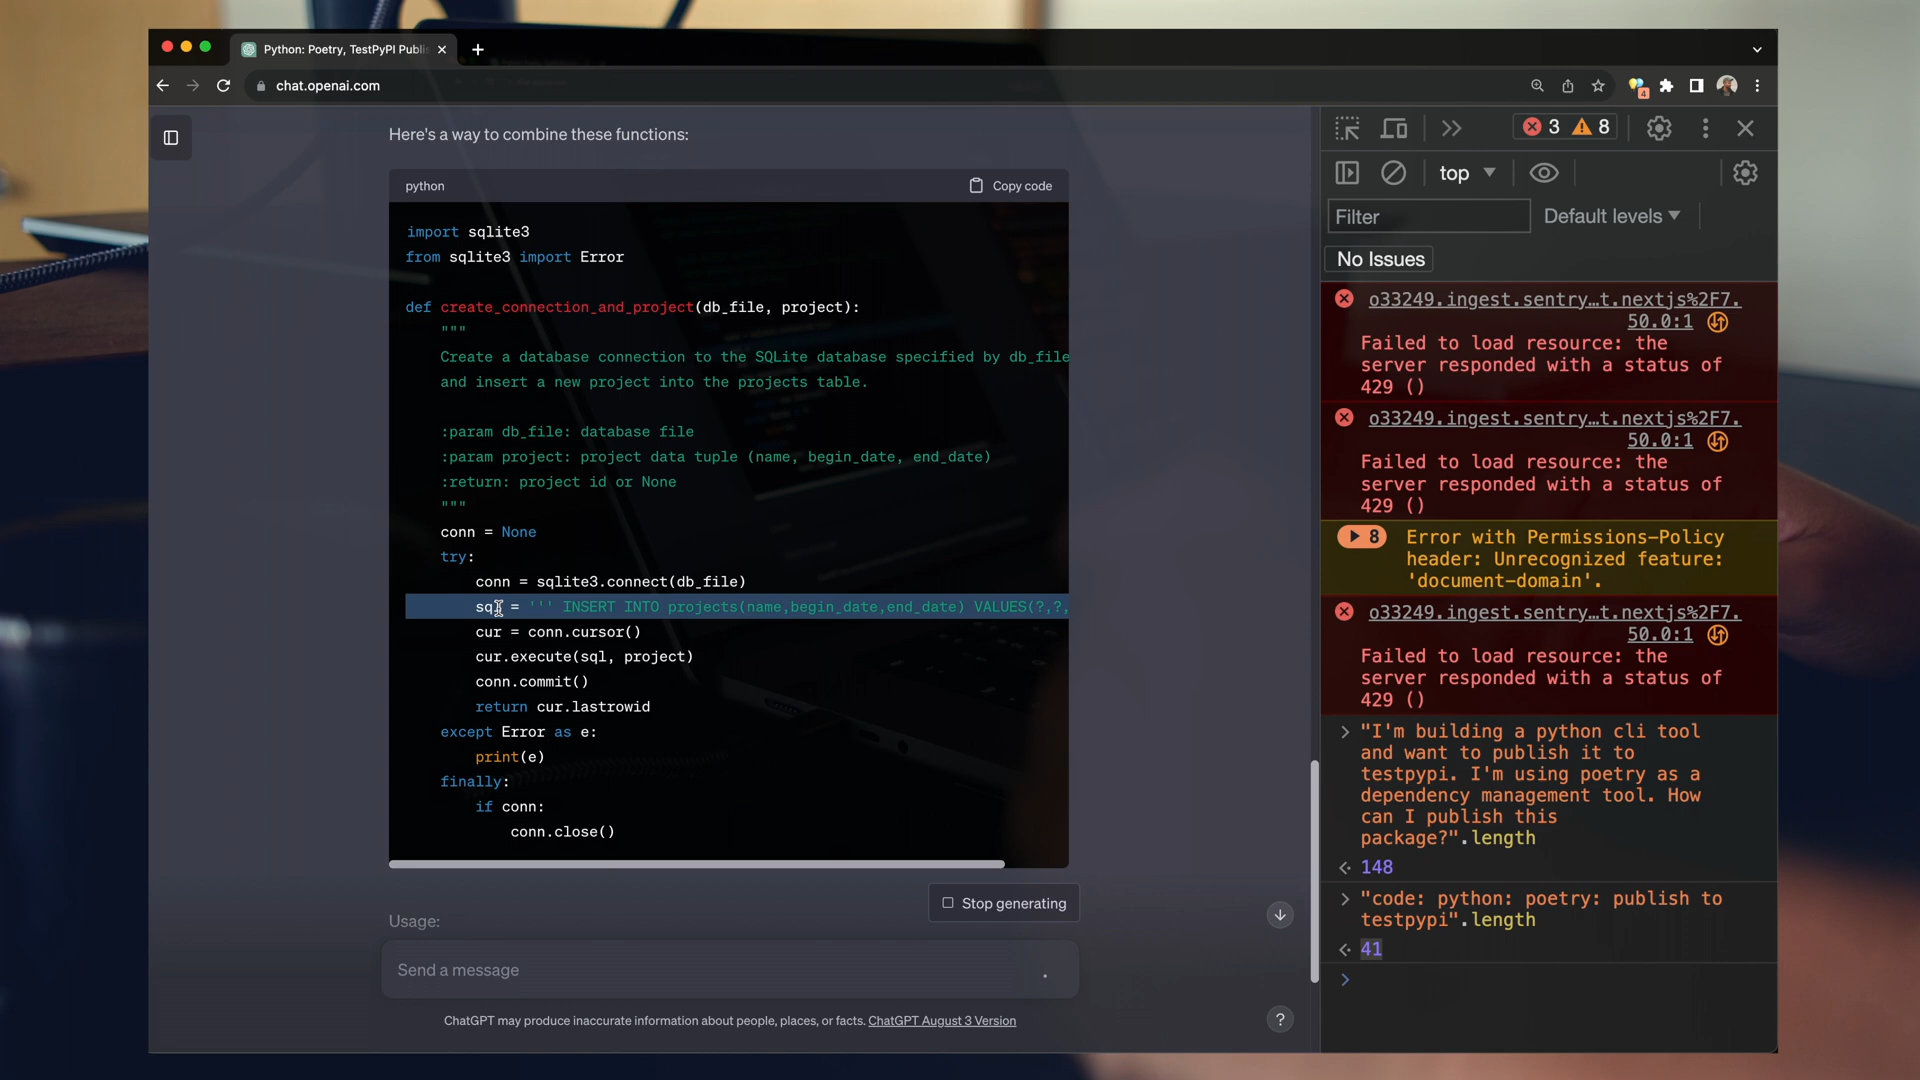 Python: Poetry, TestPyPI Publi
chat.openai.com
4
Here's a way to combine these functions:
python
Copy code
import sqlite3
from sqlite3 import Error
def create_connection_and_project(db_file, project):
"""
Create a database connection to the SQLite database specified by db_file
and insert a new project into the projects table.
:param db_file: database file
:param project: project data tuple (name, begin_date, end_date)
:return: project id or None
"""
conn = None
try:
conn = sqlite3.connect(db_file)
sql = ''' INSERT INTO projects(name,begin_date,end_date) VALUES(?,?,
cur = conn.cursor()
cur.execute(sql, project)
conn.commit()
return cur.lastrowid
except Error as e:
print(e)
finally:
if conn:
conn.close()
Stop generating
Usage:
Send a message
ChatGPT may produce inaccurate information about people, places, or facts. ChatGPT August 3 Version
?
3 8
top
Filter
Default levels
No Issues
o33249.ingest.sentry…t.nextjs%2F7.
50.0:1
Failed to load resource: the
server responded with a status of
429 ()
o33249.ingest.sentry…t.nextjs%2F7.
50.0:1
Failed to load resource: the
server responded with a status of
429 ()
8 Error with Permissions-Policy
header: Unrecognized feature:
'document-domain'.
o33249.ingest.sentry…t.nextjs%2F7.
50.0:1
Failed to load resource: the
server responded with a status of
429 ()
> "I'm building a python cli tool
and want to publish it to
testpypi. I'm using poetry as a
dependency management tool. How
can I publish this
package?".length
148
> "code: python: poetry: publish to
testpypi".length
41
>